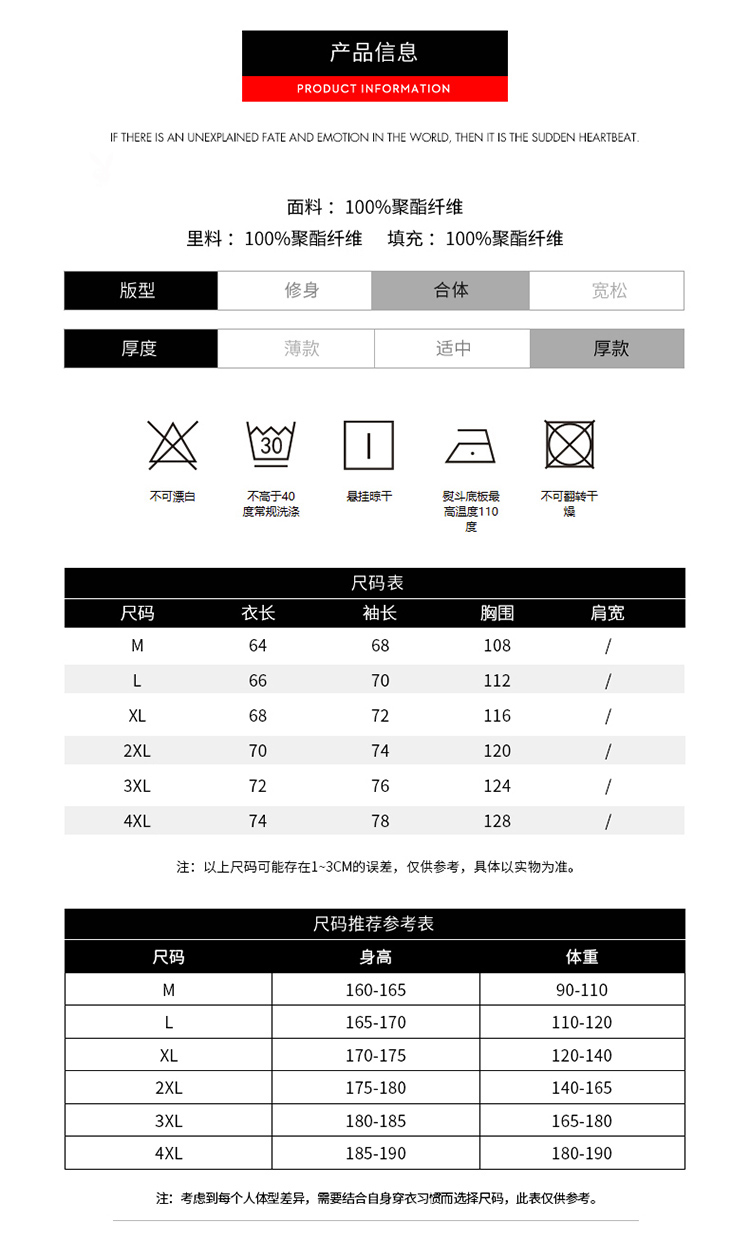 产品信息
PRODUCT INFORMATION
IF THERE IS AN UNEXPLAINED FATE AND EMOTION IN THE WORLD, THEN IT IS THE SUDDEN HEARTBEAT.
面料： 100%聚酯纤维
里料： 100%聚酯纤维 填充： 100%聚酯纤维
版型 修身 合体 宽松
厚度 薄款 适中 厚款
30
不可漂白 不高于40 悬挂晾干 熨斗底板最 不可翻转干
度常规洗涤 高温度110 燥
度
尺码表
尺码 衣长 袖长 胸围 肩宽
M 64 68 108 /
L 66 70 112 /
XL 68 72 116 /
2XL 70 74 120 /
3XL 72 76 124 /
4XL 74 78 128 /
注：以上尺码可能存在1~3CM的误差，仅供参考，具体以实物为准。
尺码推荐参考表
尺码 身高 体重
M 160-165 90-110
L 165-170 110-120
XL 170-175 120-140
2XL 175-180 140-165
3XL 180-185 165-180
4XL 185-190 180-190
注：考虑到每个人体型差异，需要结合自身穿衣习惯而选择尺码，此表仅供参考。